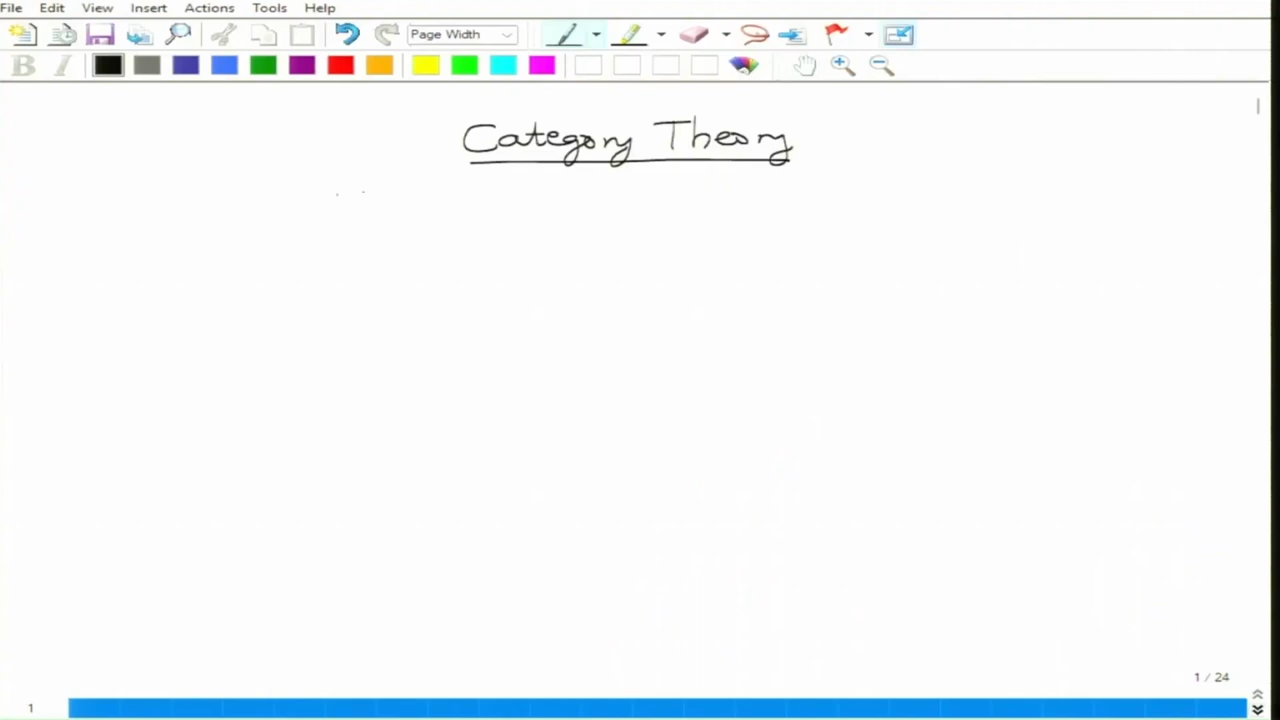 File Edit View Insert Actions Tools Help
Page Width
B I
Category Theory
1 / 24
1